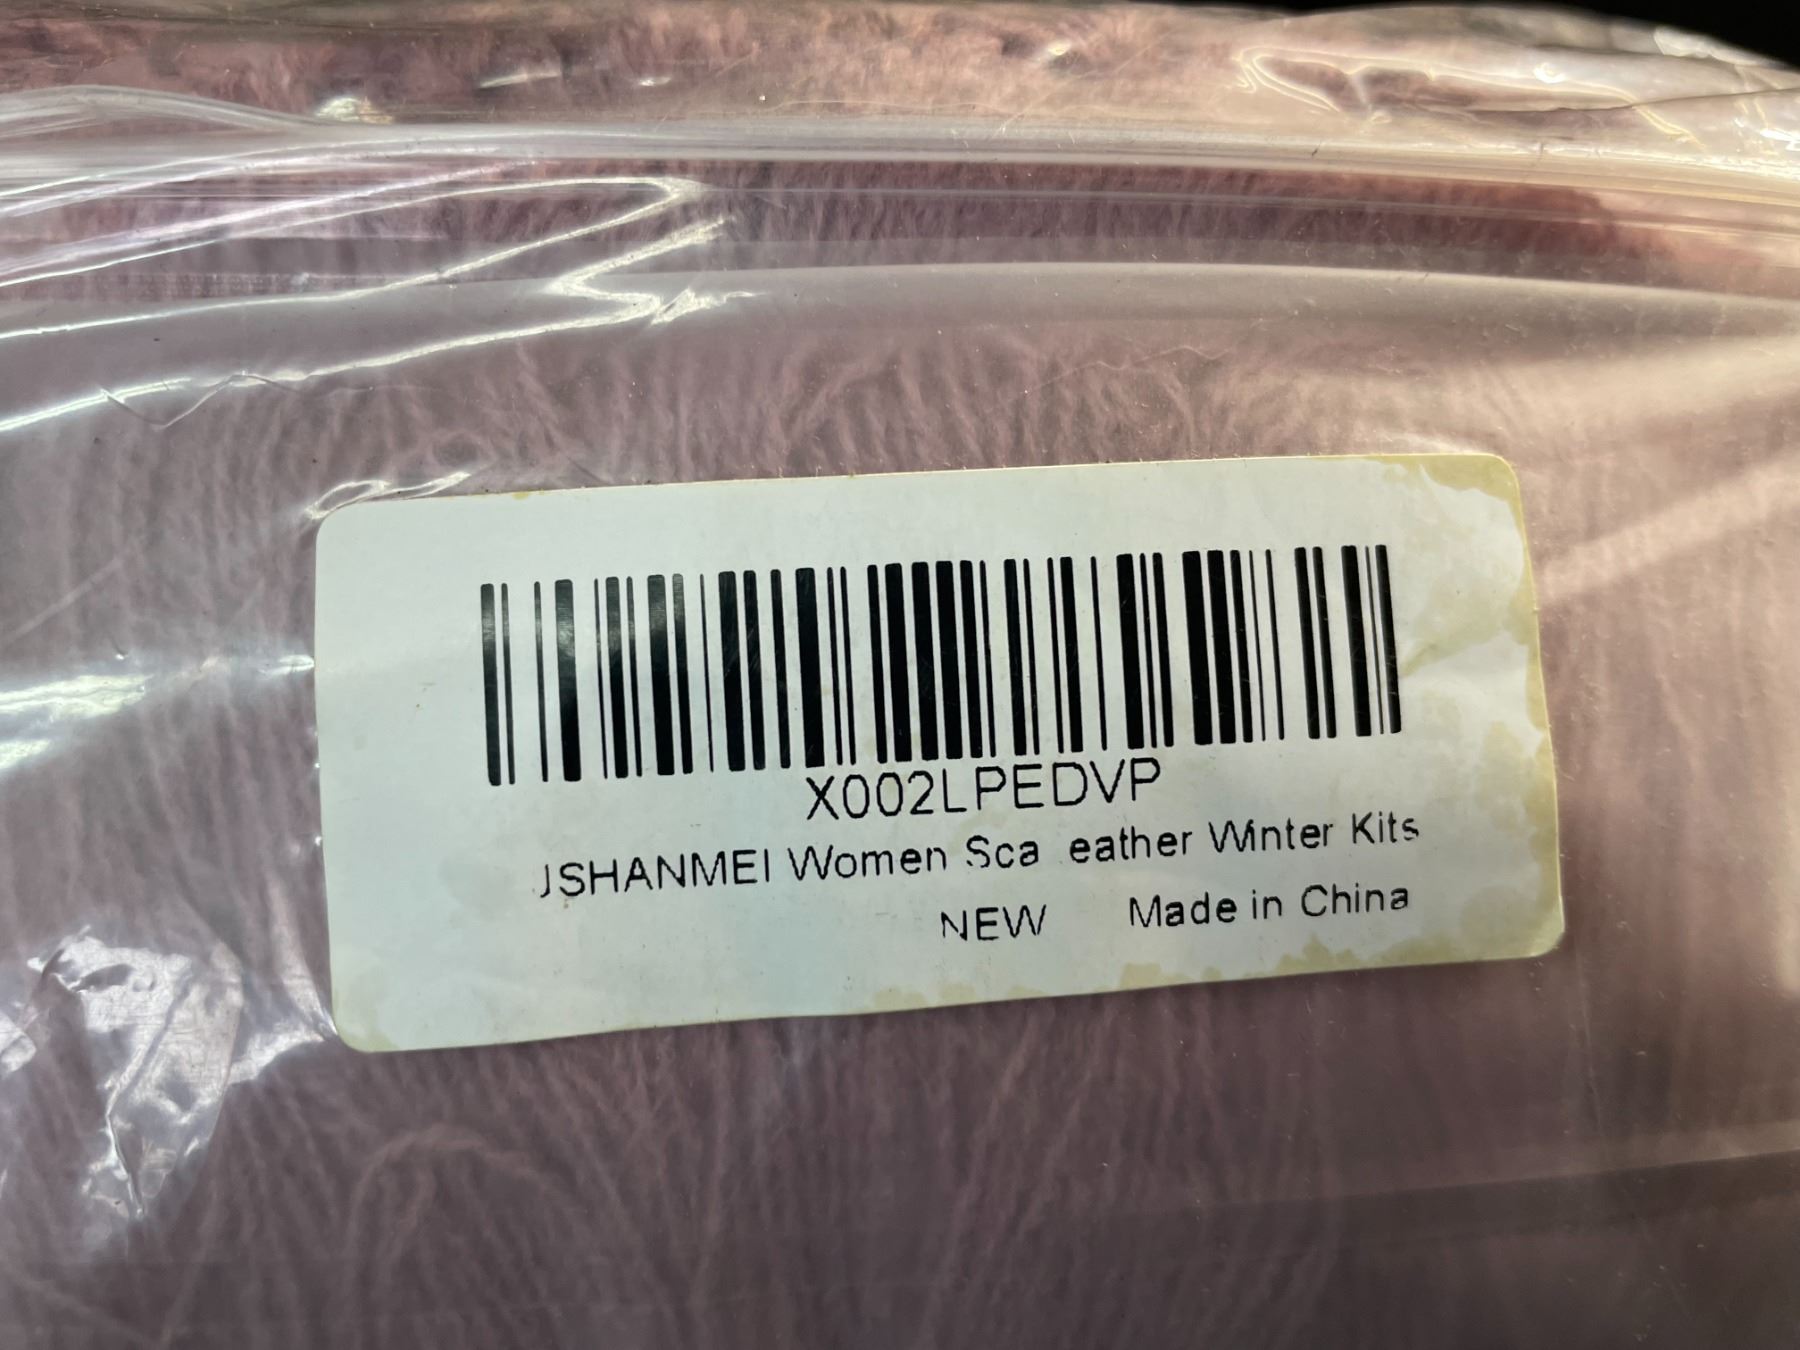 X002LPEDVP
JSHANMEI Women Sca eather Winter Kits
NEW Made in China